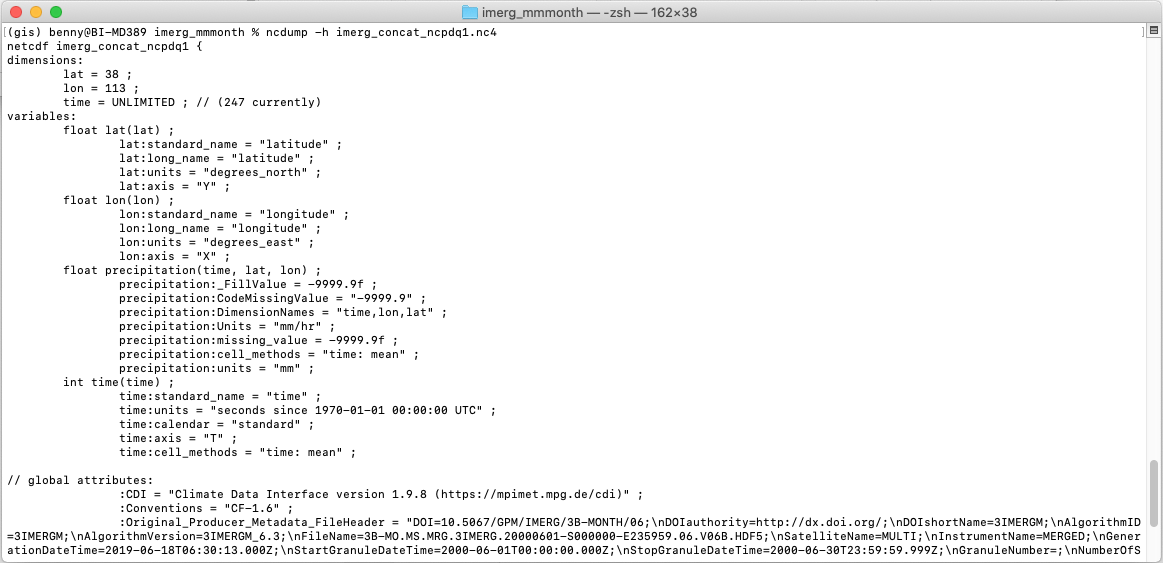 imerg_mmmonth — -zsh — 162×38
[(gis) benny@BI-MD389 imerg_mmmonth % ncdump -h imerg_concat_ncpdq1.nc4 ]
netcdf imerg_concat_ncpdq1 {
dimensions:
lat = 38 ;
lon = 113 ;
time = UNLIMITED ; // (247 currently)
variables:
float lat(lat) ;
lat:standard_name = "latitude" ;
lat:long_name = "latitude" ;
lat:units = "degrees_north" ;
lat:axis = "Y" ;
float lon(lon) ;
lon:standard_name = "longitude" ;
lon:long_name = "longitude" ;
lon:units = "degrees_east" ;
lon:axis = "X" ;
float precipitation(time, lat, lon) ;
precipitation:_FillValue = -9999.9f ;
precipitation:CodeMissingValue = "-9999.9" ;
precipitation:DimensionNames = "time,lon,lat" ;
precipitation:Units = "mm/hr" ;
precipitation:missing_value = -9999.9f ;
precipitation:cell_methods = "time: mean" ;
precipitation:units = "mm" ;
int time(time) ;
time:standard_name = "time" ;
time:units = "seconds since 1970-01-01 00:00:00 UTC" ;
time:calendar = "standard" ;
time:axis = "T" ;
time:cell_methods = "time: mean" ;
// global attributes:
:CDI = "Climate Data Interface version 1.9.8 (https://mpimet.mpg.de/cdi)" ;
:Conventions = "CF-1.6" ;
:Original_Producer_Metadata_FileHeader = "DOI=10.5067/GPM/IMERG/3B-MONTH/06;\nDOIauthority=http://dx.doi.org/;\nDOIshortName=3IMERGM;\nAlgorithmID
=3IMERGM;\nAlgorithmVersion=3IMERGM_6.3;\nFileName=3B-MO.MS.MRG.3IMERG.20000601-S000000-E235959.06.V06B.HDF5;\nSatelliteName=MULTI;\nInstrumentName=MERGED;\nGener
ationDateTime=2019-06-18T06:30:13.000Z;\nStartGranuleDateTime=2000-06-01T00:00:00.000Z;\nStopGranuleDateTime=2000-06-30T23:59:59.999Z;\nGranuleNumber=;\nNumberOfS